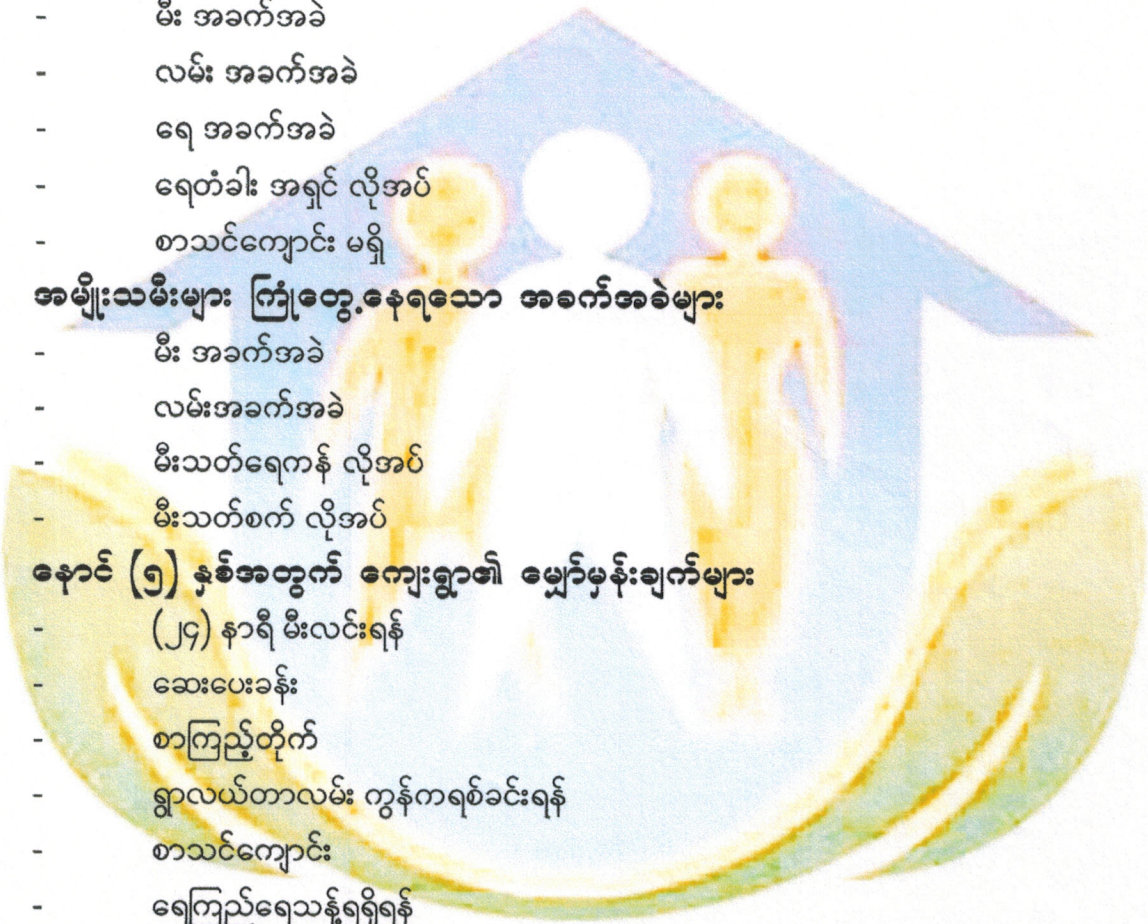 - မီး အခက်အခဲ
- လမ်း အခက်အခဲ
- ရေ အခက်အခဲ
- ရေတံခါး အရှင် လိုအပ်
- စာသင်ကျောင်း မရှိ
အမျိုးသမီးများ ကြုံတွေ့နေရသော အခက်အခဲများ
- မီး အခက်အခဲ
- လမ်းအခက်အခဲ
- မီးသတ်ရေကန် လိုအပ်
- မီးသတ်စက် လိုအပ်
နောင် (၅) နှစ်အတွက် ကျေးရွာ၏ မျှော်မှန်းချက်များ
- (၂၄) နာရီ မီးလင်းရန်
- ဆေးပေးခန်း
- စာကြည့်တိုက်
- ရွာလယ်တာလမ်း ကွန်ကရစ်ခင်းရန်
- စာသင်ကျောင်း
- ရေကြည်ရေသန့်ရရှိရန်